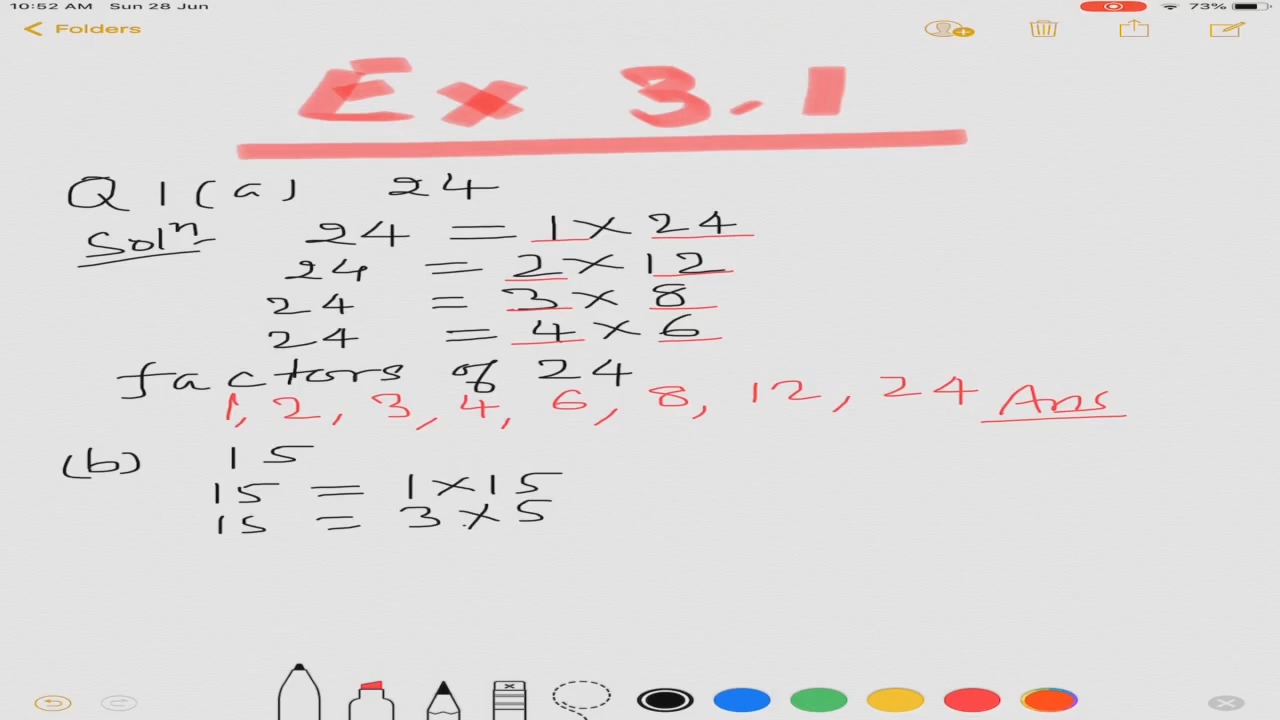 10:52 AM Sun 28 Jun 73%
Folders
Ex 3.1
Q1(a) 24
Solⁿ 24 = 1 × 24
24 = 2 × 12
24 = 3 × 8
24 = 4 × 6
factors of 24
1, 2, 3, 4, 6, 8, 12, 24 Ans
(b) 15
15 = 1 × 15
15 = 3 × 5